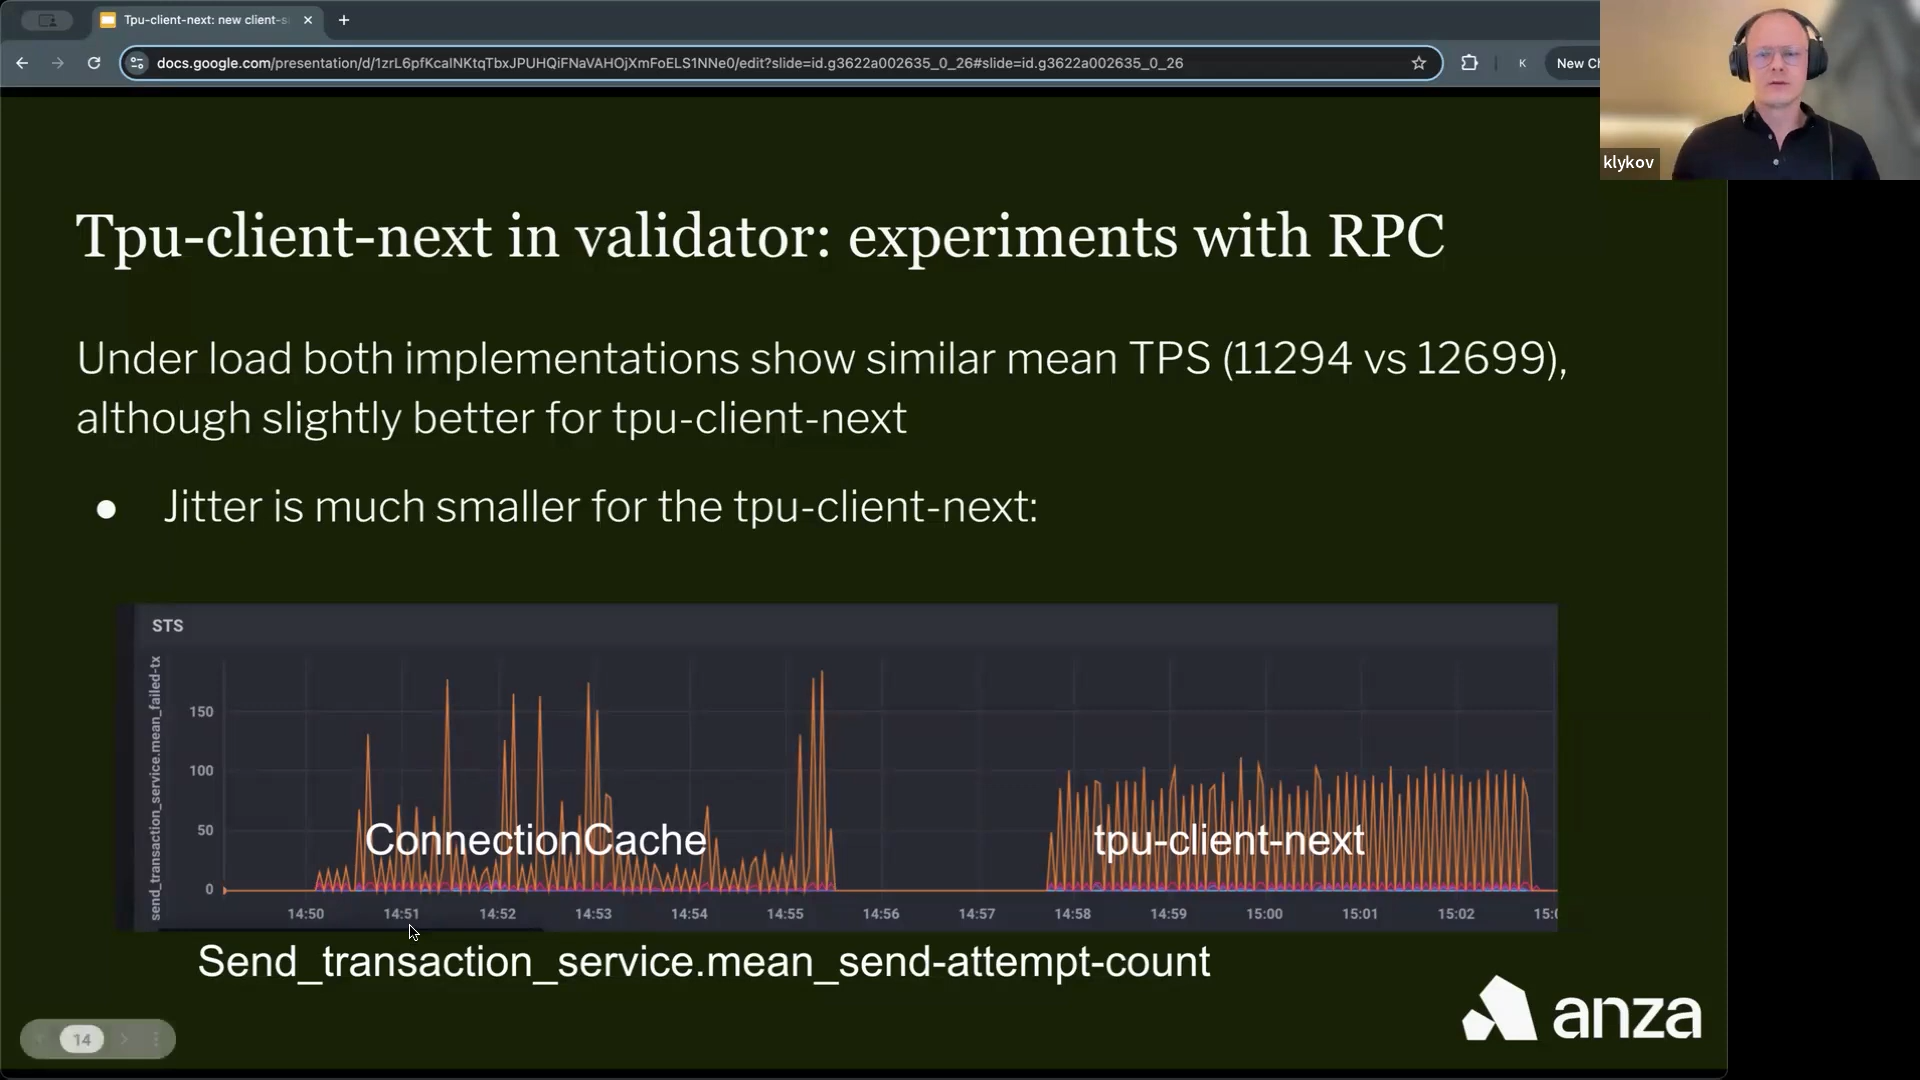 Tpu-client-next: new client-s
docs.google.com/presentation/d/1zrL6pfKcaINKtqTbxJPUHQiFNaVAHOjXmFoELS1NNe0/edit?slide=id.g3622a002635_0_26#slide=id.g3622a002635_0_26
K
New Ch
klykov
Tpu-client-next in validator: experiments with RPC
Under load both implementations show similar mean TPS (11294 vs 12699),
although slightly better for tpu-client-next
● Jitter is much smaller for the tpu-client-next:
STS
send_transaction_service.mean_failed-tx
150
100
50
0
ConnectionCache
tpu-client-next
14:50 14:51 14:52 14:53 14:54 14:55 14:56 14:57 14:58 14:59 15:00 15:01 15:02 15:0
Send_transaction_service.mean_send-attempt-count
14
anza